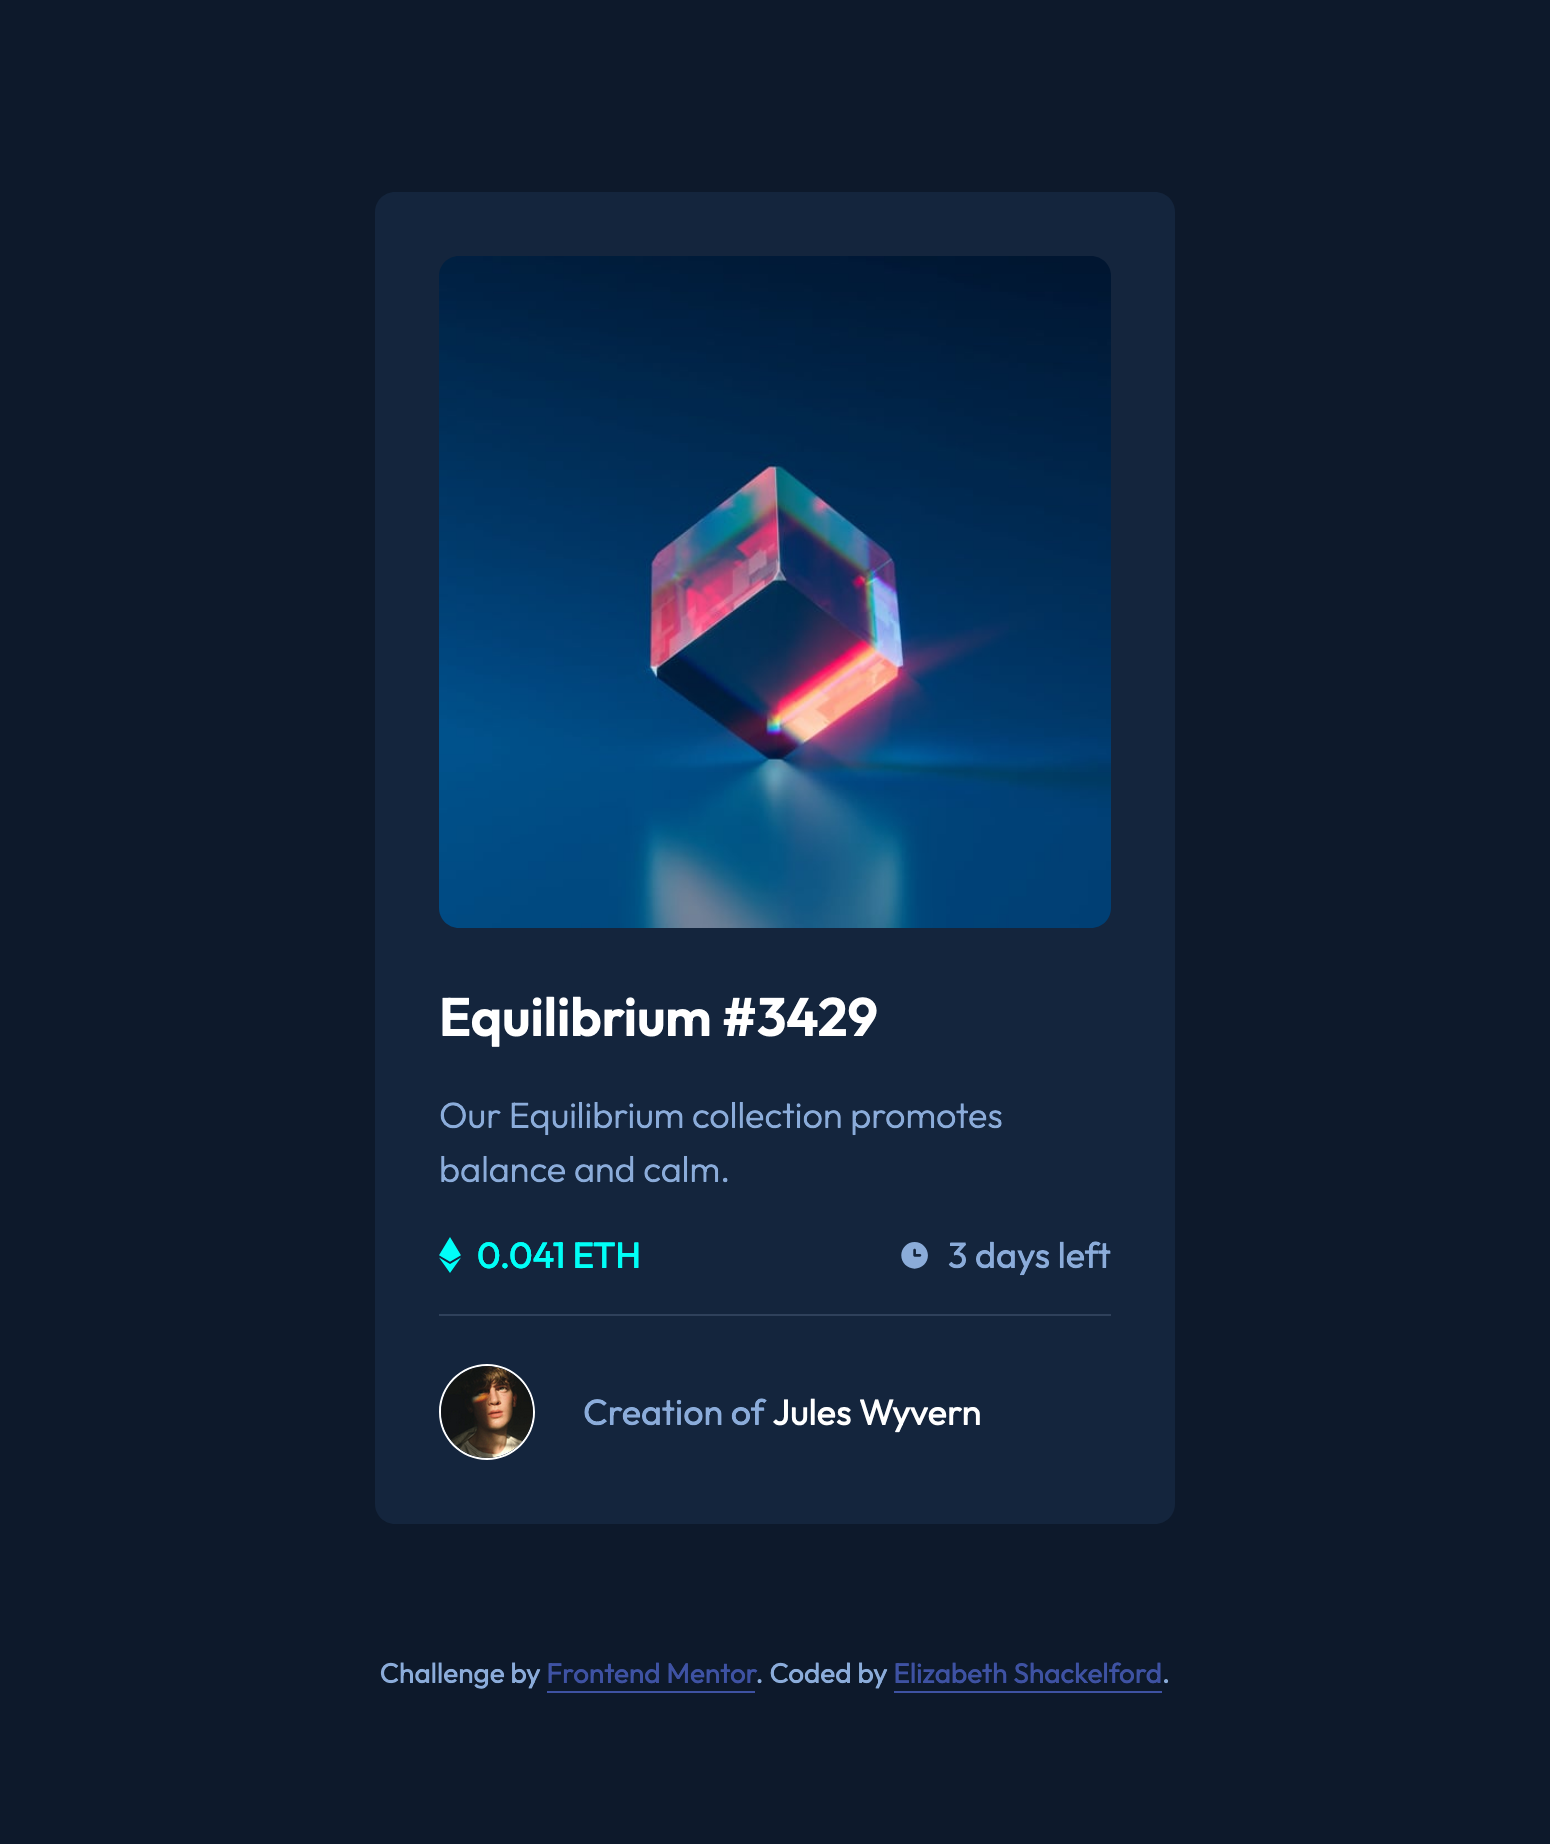 Equilibrium #3429
Our Equilibrium collection promotes
balance and calm.
0.041 ETH
3 days left
Creation of Jules Wyvern
Challenge by Frontend Mentor. Coded by Elizabeth Shackelford.